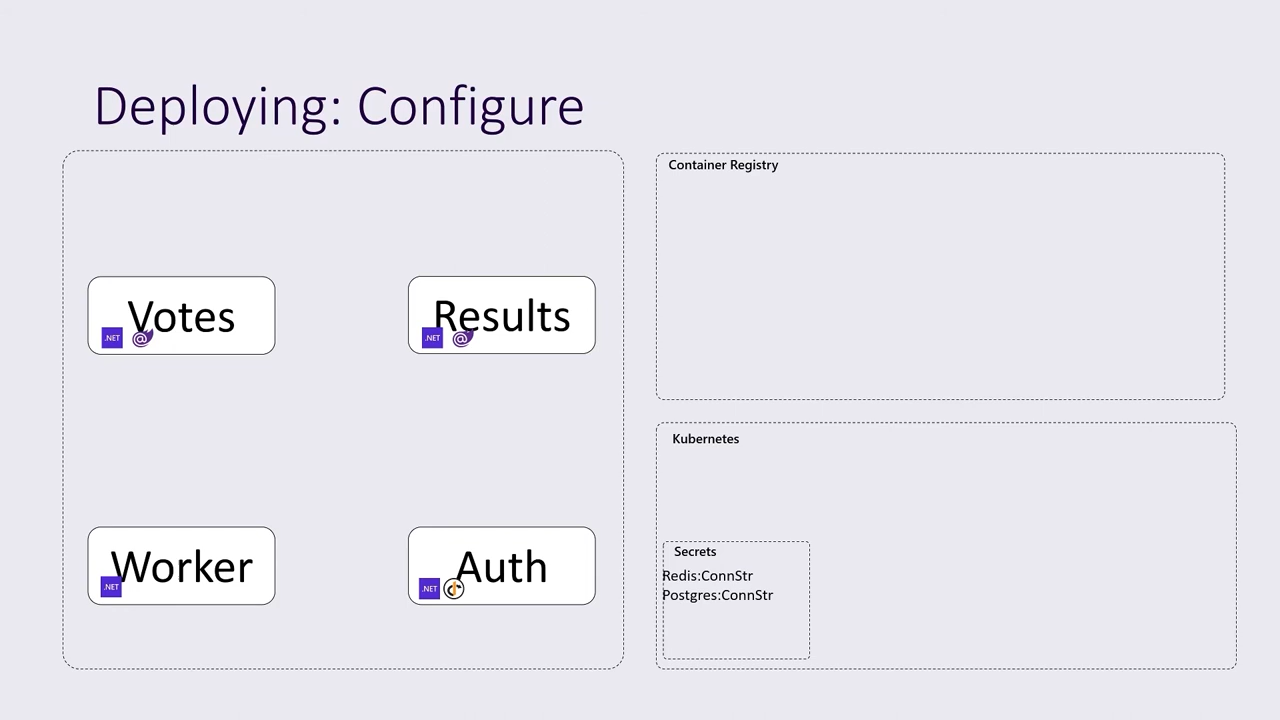 Deploying: Configure
Container Registry
Votes
.NET
@
Results
.NET
@
Kubernetes
Worker
.NET
Auth
.NET
Secrets
Redis:ConnStr
Postgres:ConnStr